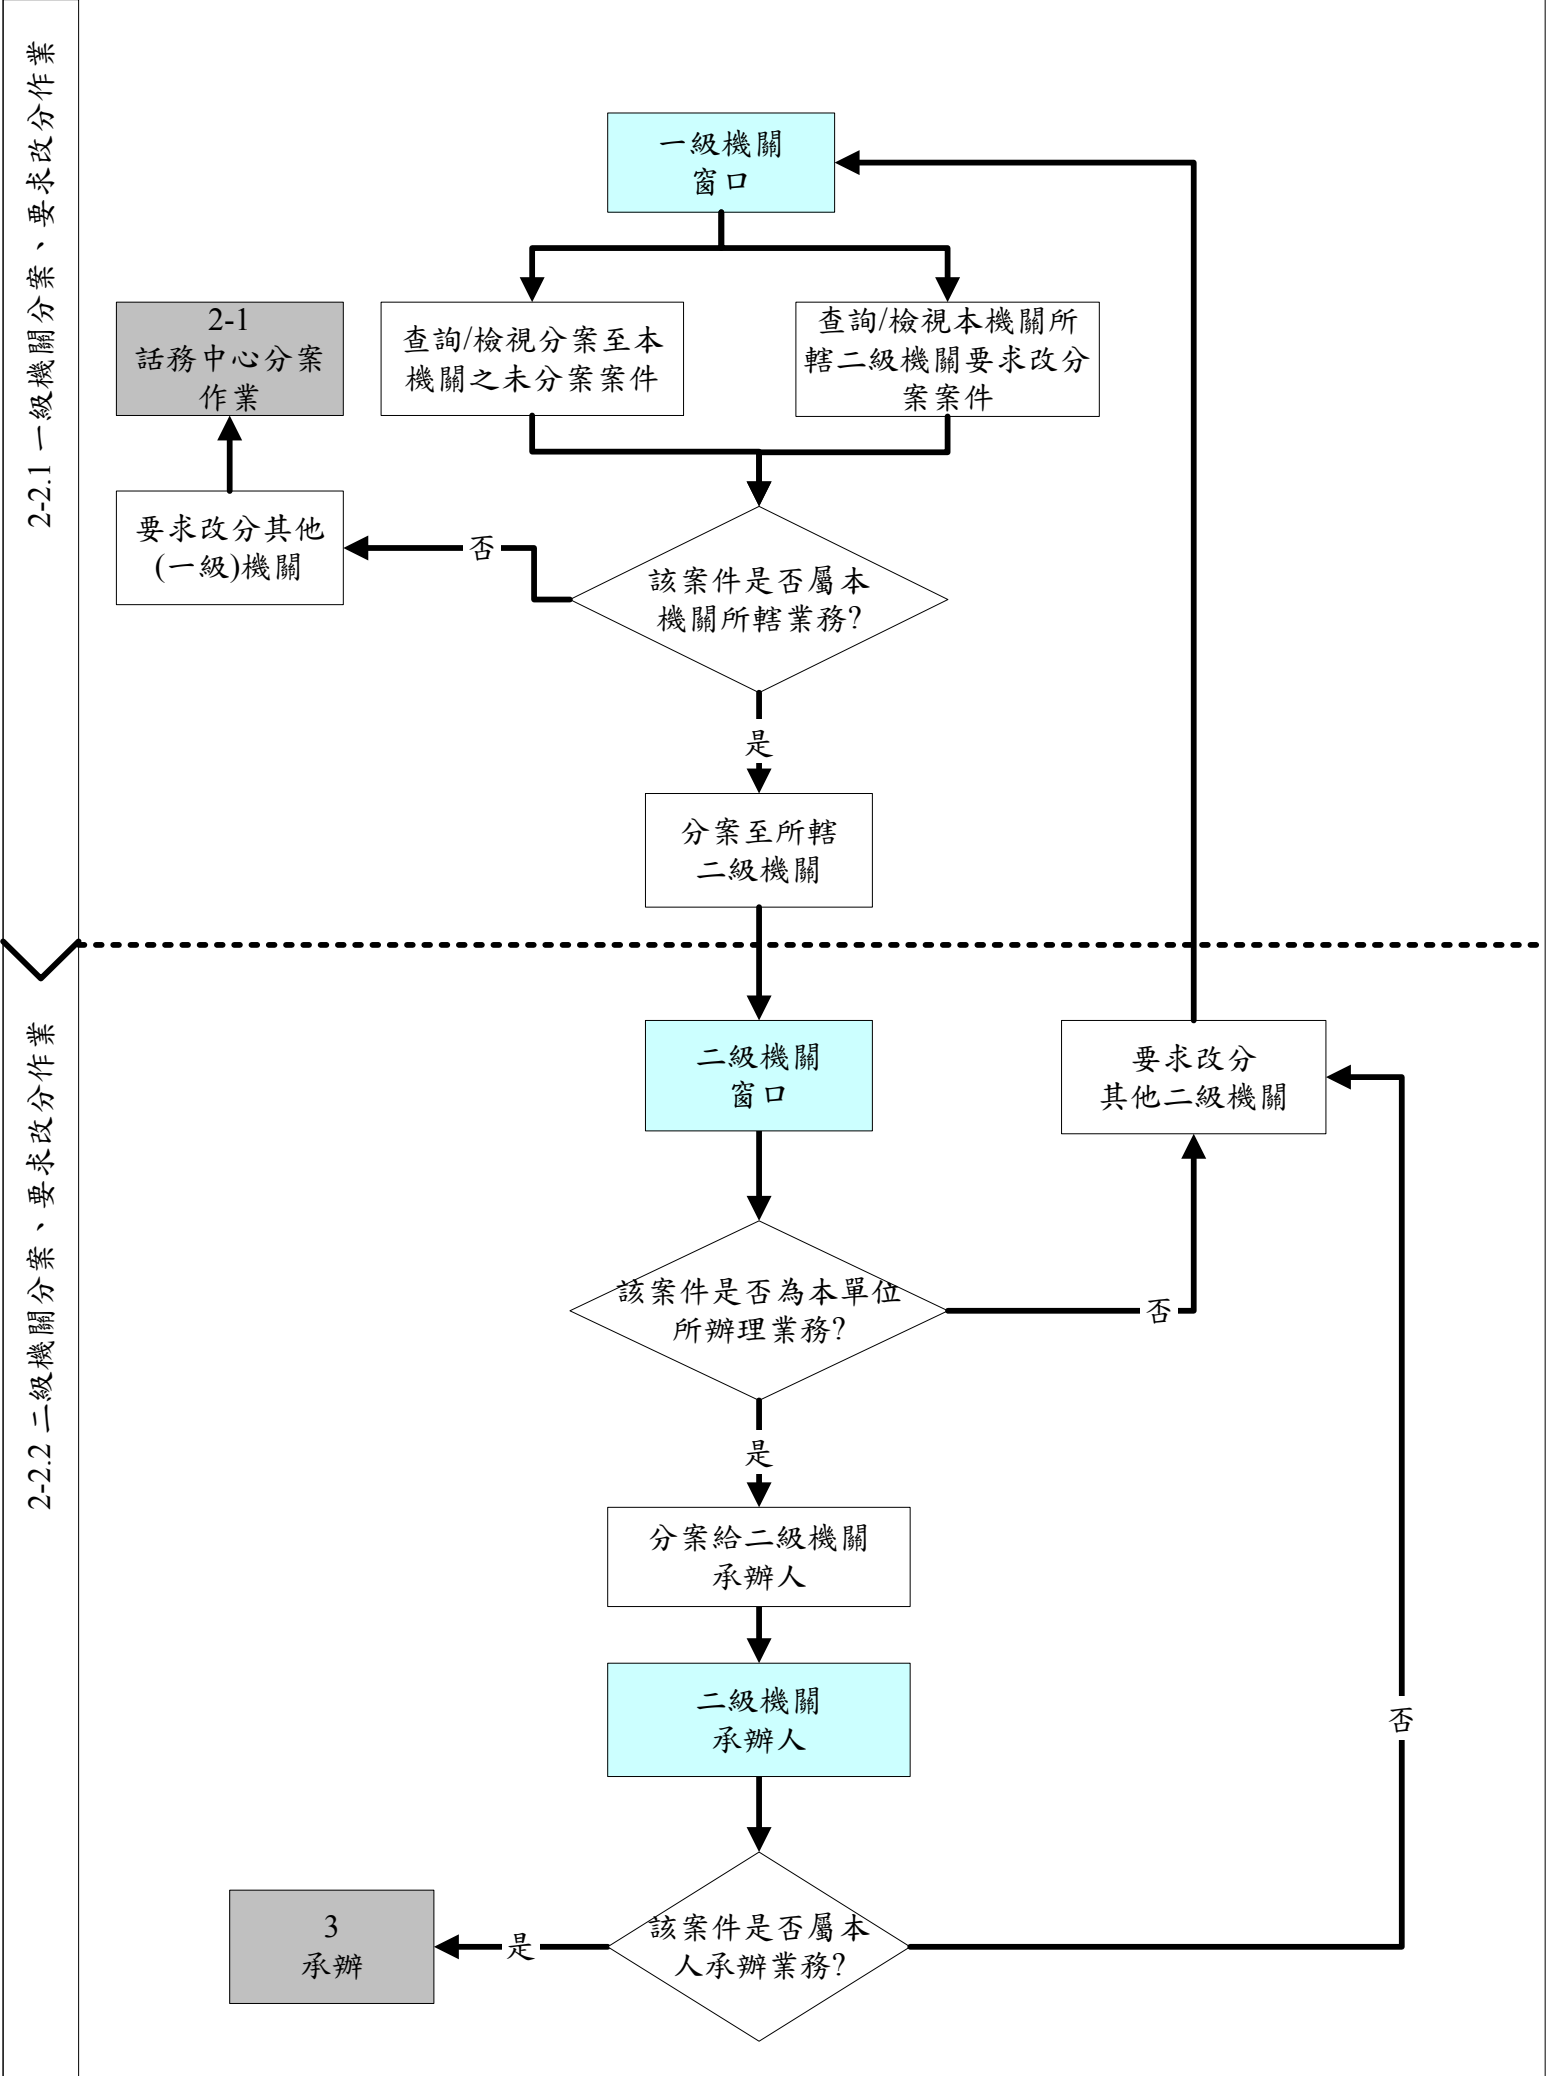 2-2.1 一級機關分案、要求改分作業
一級機關
窗口
2-1
話務中心分案
作業
查詢/檢視分案至本
機關之未分案案件
查詢/檢視本機關所
轄二級機關要求改分
案案件
要求改分其他
(一級)機關
否
該案件是否屬本
機關所轄業務?
是
分案至所轄
二級機關
2-2.2 二級機關分案、要求改分作業
二級機關
窗口
要求改分
其他二級機關
該案件是否為本單位
所辦理業務?
否
是
分案給二級機關
承辦人
二級機關
承辦人
否
3
承辦
是
該案件是否屬本
人承辦業務?